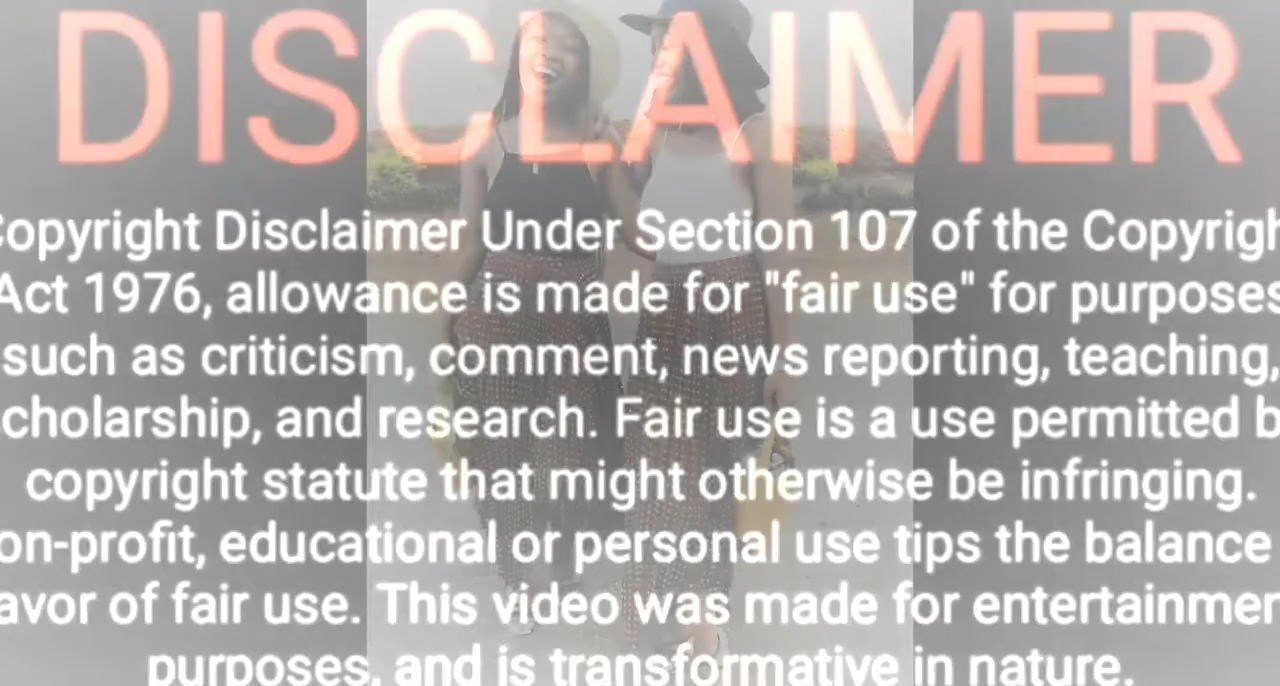 DISCLAIMER
Copyright Disclaimer Under Section 107 of the Copyrigh
Act 1976, allowance is made for "fair use" for purposes
such as criticism, comment, news reporting, teaching,
cholarship, and research. Fair use is a use permitted b
copyright statute that might otherwise be infringing.
on-profit, educational or personal use tips the balance
avor of fair use. This video was made for entertainmen
purposes, and is transformative in nature.